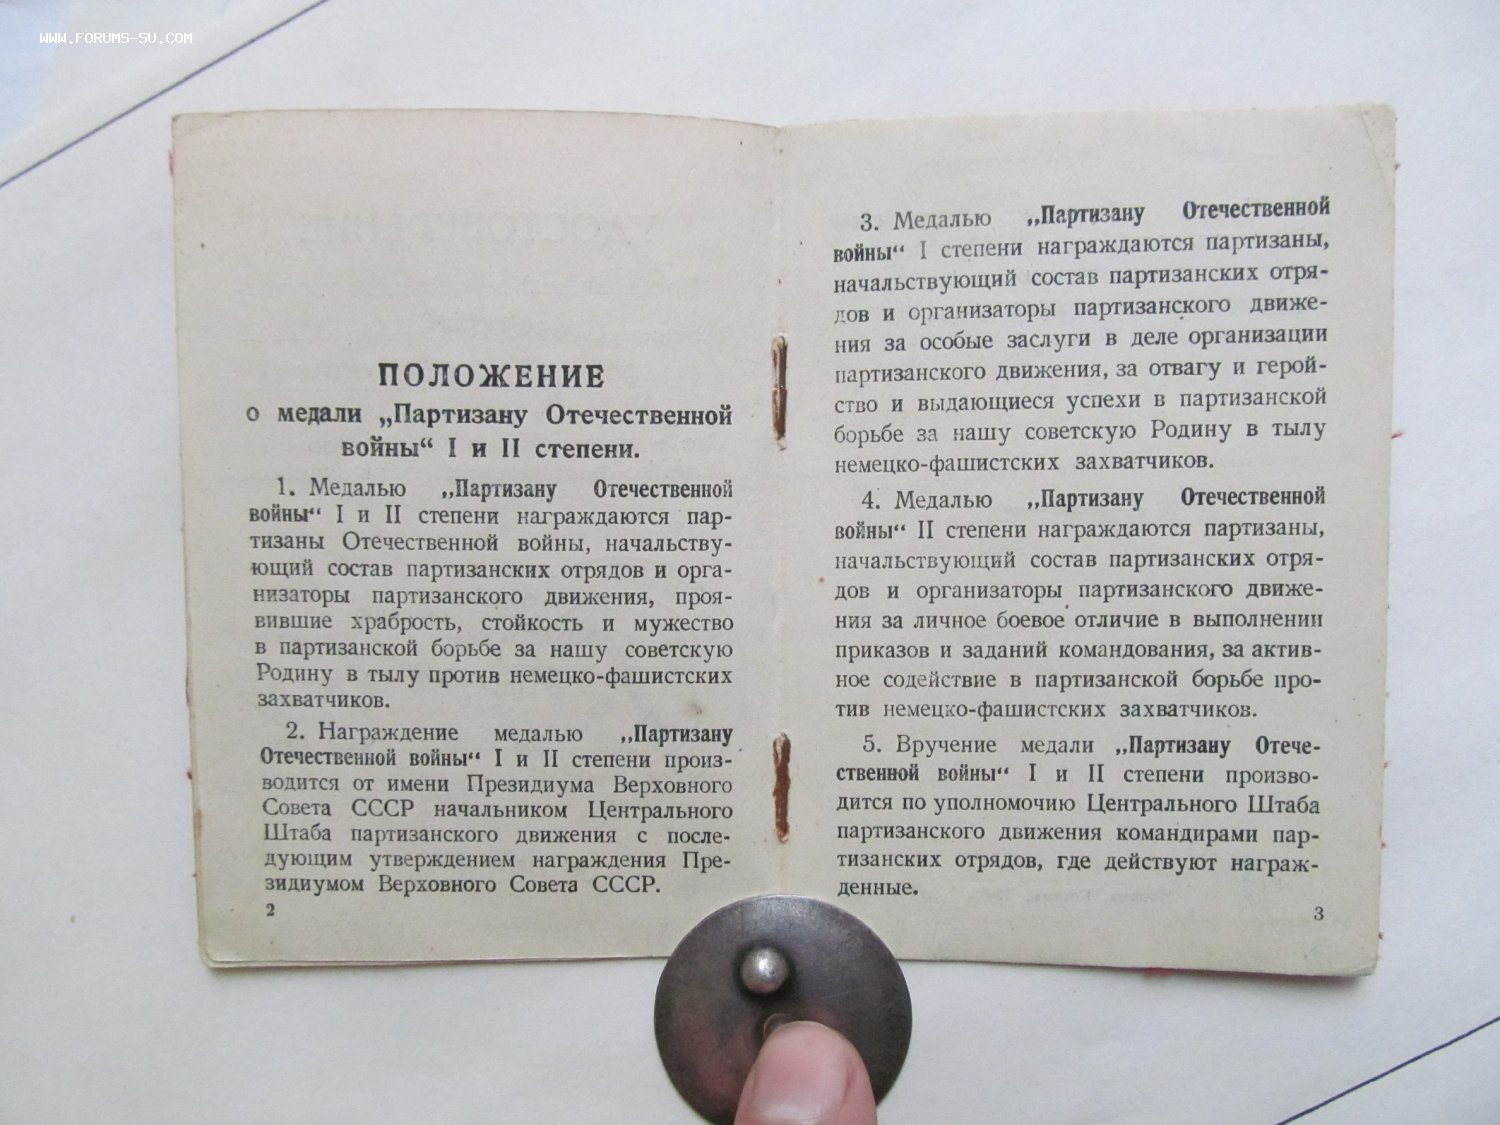 WWW.FORUMS-SU.COM
ПОЛОЖЕНИЕ
о медали „Партизану Отечественной
войны“ I и II степени.
1. Медалью „Партизану Отечественной
войны“ I и II степени награждаются пар-
тизаны Отечественной войны, начальству-
ющий состав партизанских отрядов и орга-
низаторы партизанского движения, проя-
вившие храбрость, стойкость и мужество
в партизанской борьбе за нашу советскую
Родину в тылу против немецко-фашистских
захватчиков.
2. Награждение медалью „Партизану
Отечественной войны“ I и II степени произ-
водится от имени Президиума Верховного
Совета СССР начальником Центрального
Штаба партизанского движения с после-
дующим утверждением награждения Пре-
зидиумом Верховного Совета СССР.
2
3. Медалью „Партизану Отечественной
войны“ I степени награждаются партизаны,
начальствующий состав партизанских отря-
дов и организаторы партизанского движе-
ния за особые заслуги в деле организации
партизанского движения, за отвагу и герой-
ство и выдающиеся успехи в партизанской
борьбе за нашу советскую Родину в тылу
немецко-фашистских захватчиков.
4. Медалью „Партизану Отечественной
войны“ II степени награждаются партизаны,
начальствующий состав партизанских отря-
дов и организаторы партизанского движе-
ния за личное боевое отличие в выполнении
приказов и заданий командования, за актив-
ное содействие в партизанской борьбе про-
тив немецко-фашистских захватчиков.
5. Вручение медали „Партизану Отече-
ственной войны“ I и II степени произво-
дится по уполномочию Центрального Штаба
партизанского движения командирами пар-
тизанских отрядов, где действуют награж-
денные.
3